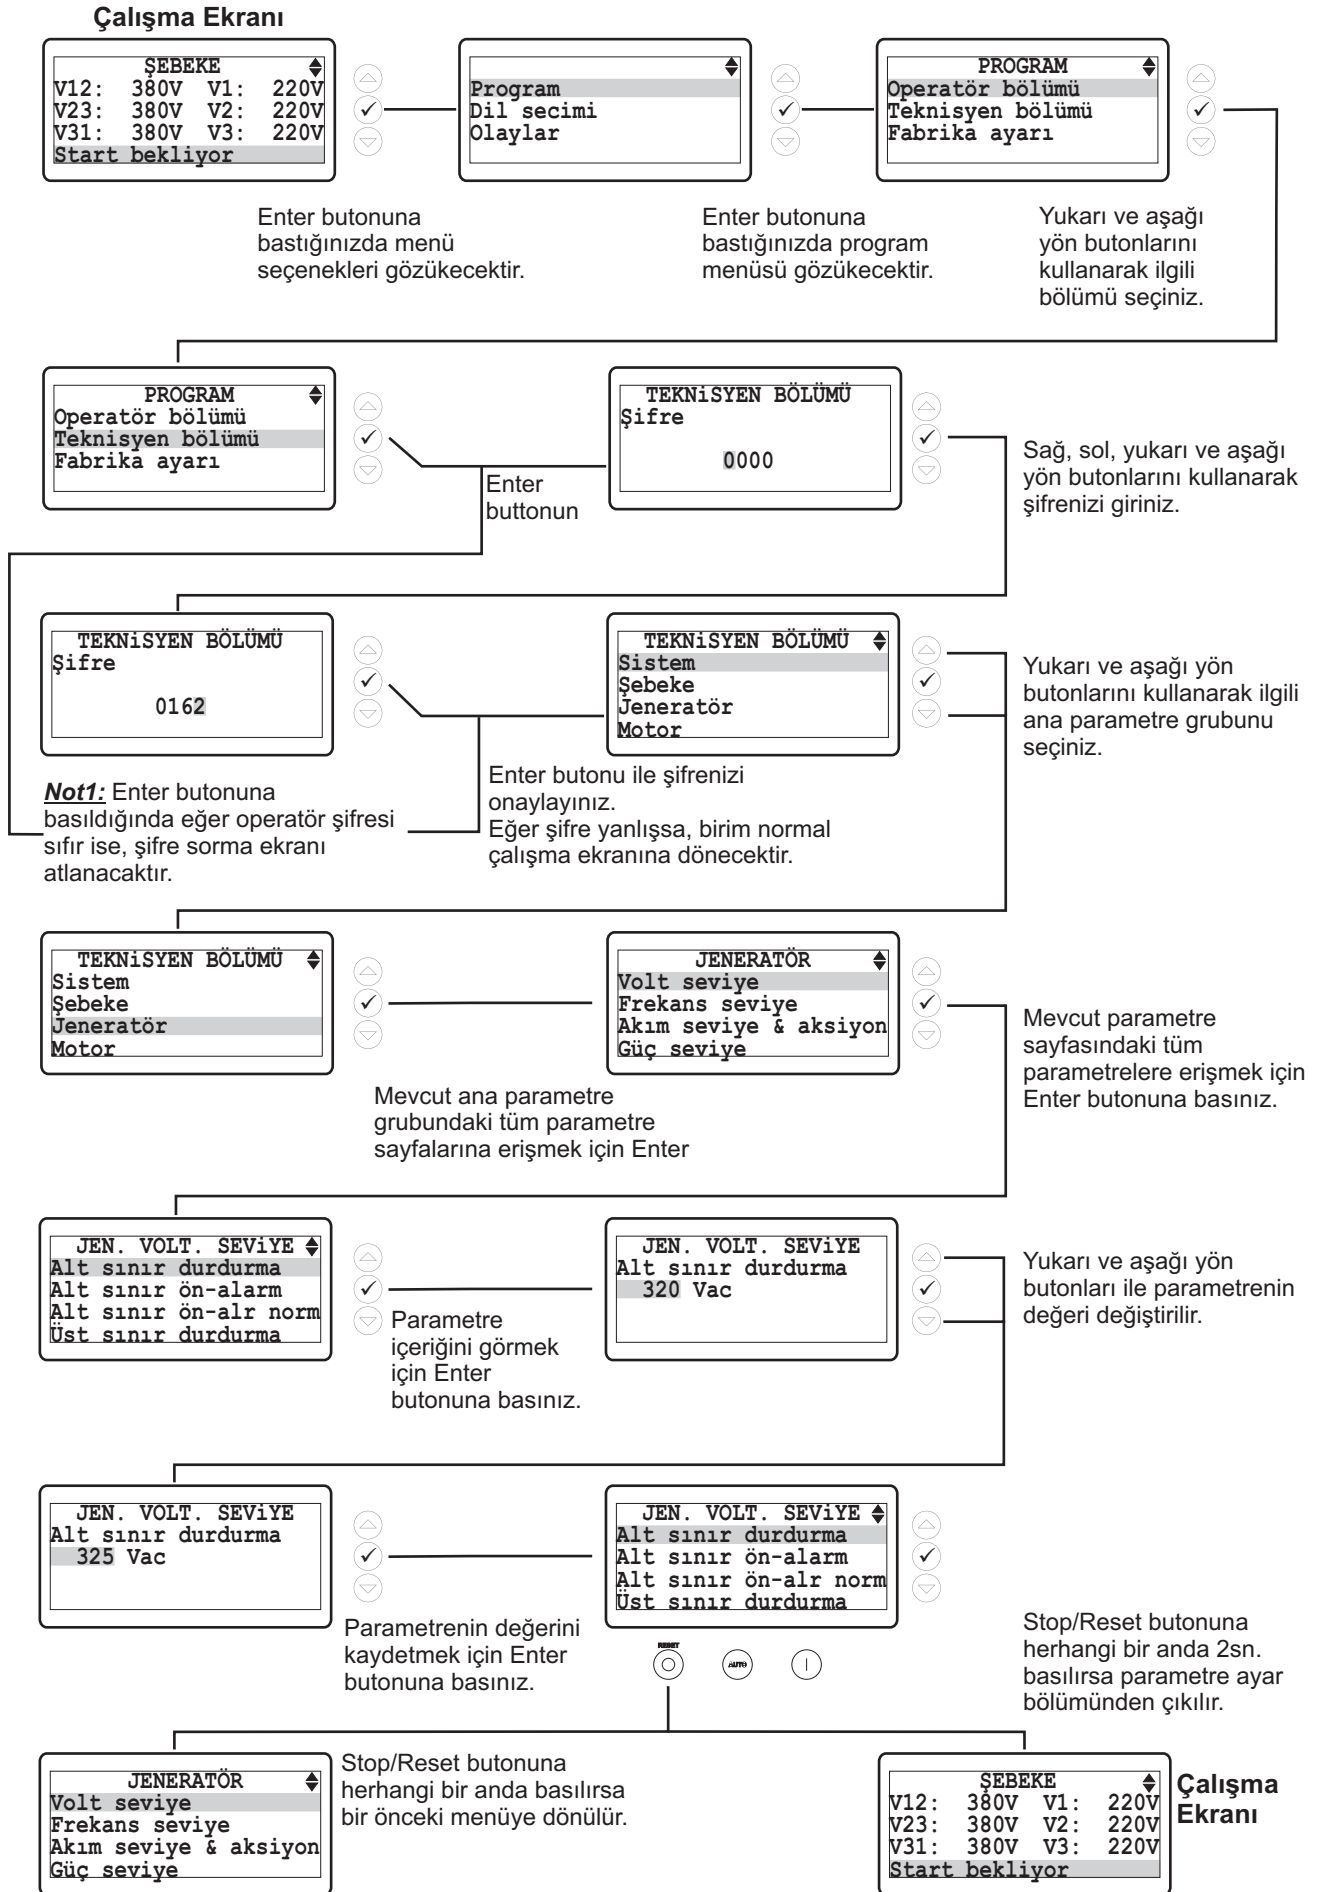 Çalışma Ekranı
ŞEBEKE
V12: 380V V1: 220V
V23: 380V V2: 220V
V31: 380V V3: 220V
Start bekliyor
Program
Dil secimi
Olaylar
PROGRAM
Operatör bölümü
Teknisyen bölümü
Fabrika ayarı
Enter butonuna
bastığınızda menü
seçenekleri gözükecektir.
Enter butonuna
bastığınızda program
menüsü gözükecektir.
Yukarı ve aşağı
yön butonlarını
kullanarak ilgili
bölümü seçiniz.
PROGRAM
Operatör bölümü
Teknisyen bölümü
Fabrika ayarı
TEKNiSYEN BÖLÜMÜ
Şifre
0000
Enter
buttonun
Sağ, sol, yukarı ve aşağı
yön butonlarını kullanarak
şifrenizi giriniz.
TEKNiSYEN BÖLÜMÜ
Şifre
0162
TEKNiSYEN BÖLÜMÜ
Sistem
Şebeke
Jeneratör
Motor
Yukarı ve aşağı yön
butonlarını kullanarak ilgili
ana parametre grubunu
seçiniz.
Not1: Enter butonuna
basıldığında eğer operatör şifresi
sıfır ise, şifre sorma ekranı
atlanacaktır.
Enter butonu ile şifrenizi
onaylayınız.
Eğer şifre yanlışsa, birim normal
çalışma ekranına dönecektir.
TEKNiSYEN BÖLÜMÜ
Sistem
Şebeke
Jeneratör
Motor
JENERATÖR
Volt seviye
Frekans seviye
Akım seviye & aksiyon
Güç seviye
Mevcut parametre
sayfasındaki tüm
parametrelere erişmek için
Enter butonuna basınız.
Mevcut ana parametre
grubundaki tüm parametre
sayfalarına erişmek için Enter
JEN. VOLT. SEViYE
Alt sınır durdurma
Alt sınır ön-alarm
Alt sınır ön-alr norm
Üst sınır durdurma
JEN. VOLT. SEViYE
Alt sınır durdurma
320 Vac
Parametre
içeriğini görmek
için Enter
butonuna basınız.
Yukarı ve aşağı yön
butonları ile parametrenin
değeri değiştirilir.
JEN. VOLT. SEViYE
Alt sınır durdurma
325 Vac
JEN. VOLT. SEViYE
Alt sınır durdurma
Alt sınır ön-alarm
Alt sınır ön-alr norm
Üst sınır durdurma
Parametrenin değerini
kaydetmek için Enter
butonuna basınız.
RESET
AUTO
Stop/Reset butonuna
herhangi bir anda 2sn.
basılırsa parametre ayar
bölümünden çıkılır.
JENERATÖR
Volt seviye
Frekans seviye
Akım seviye & aksiyon
Güç seviye
Stop/Reset butonuna
herhangi bir anda basılırsa
bir önceki menüye dönülür.
ŞEBEKE
V12: 380V V1: 220V
V23: 380V V2: 220V
V31: 380V V3: 220V
Start bekliyor
Çalışma
Ekranı